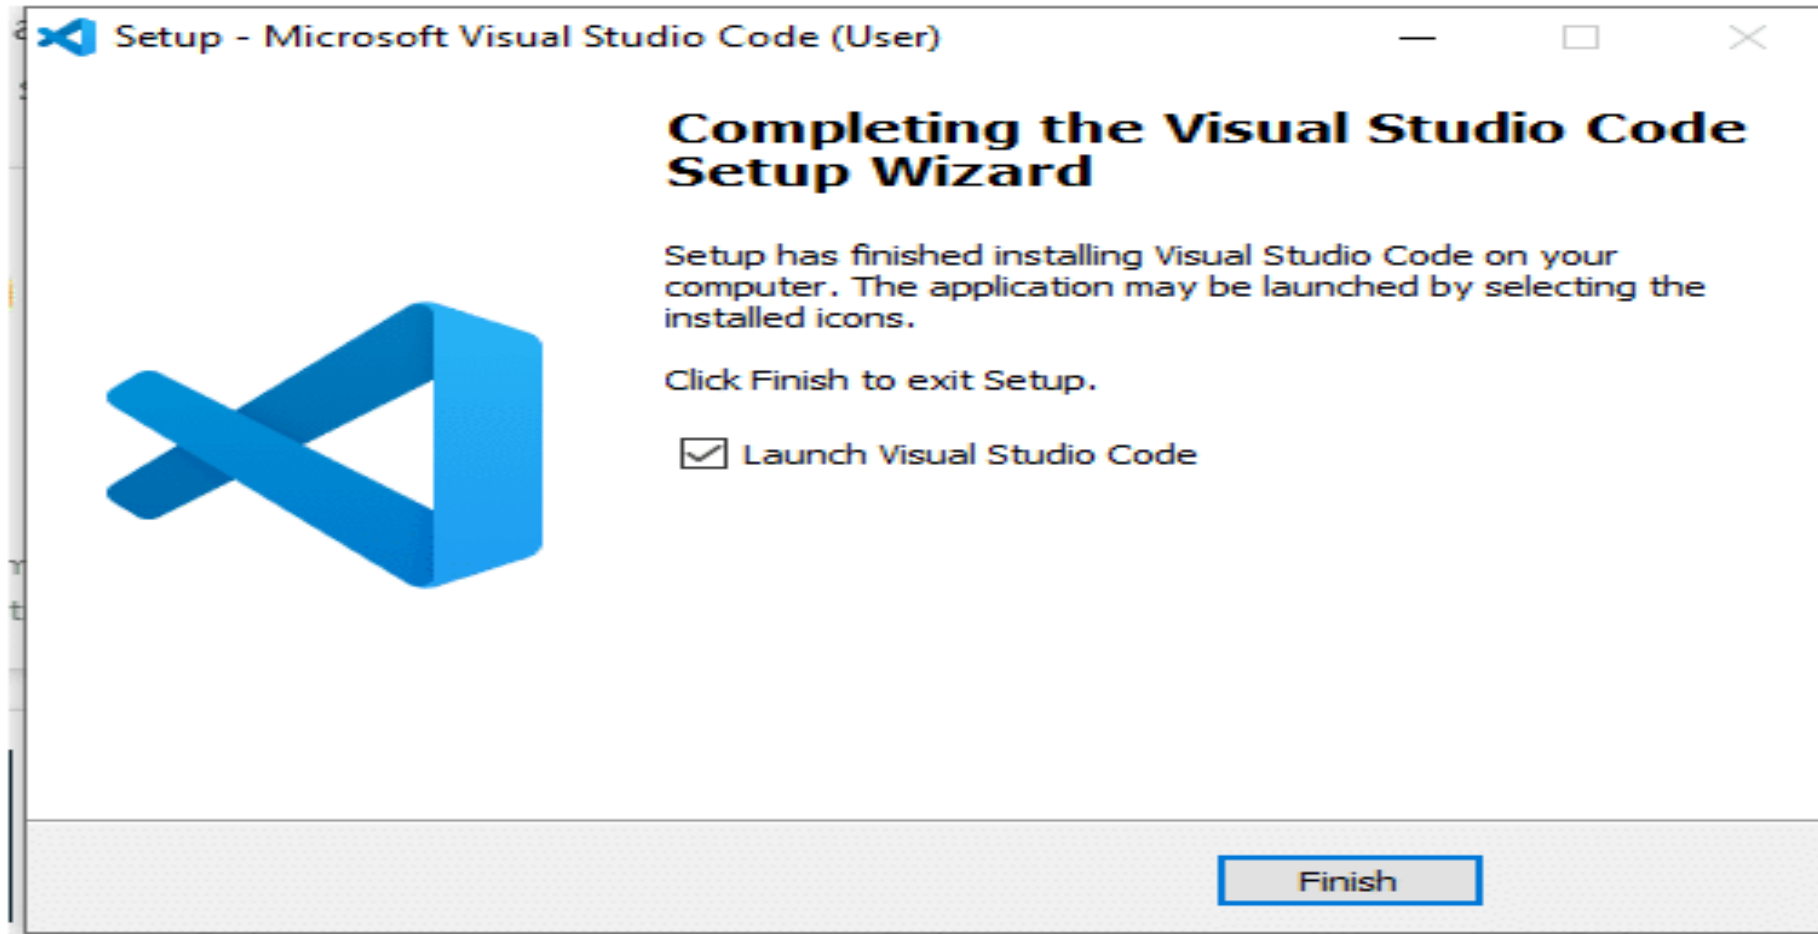 Setup - Microsoft Visual Studio Code (User)
Completing the Visual Studio Code
Setup Wizard
Setup has finished installing Visual Studio Code on your
computer. The application may be launched by selecting the
installed icons.
Click Finish to exit Setup.
Launch Visual Studio Code
Finish